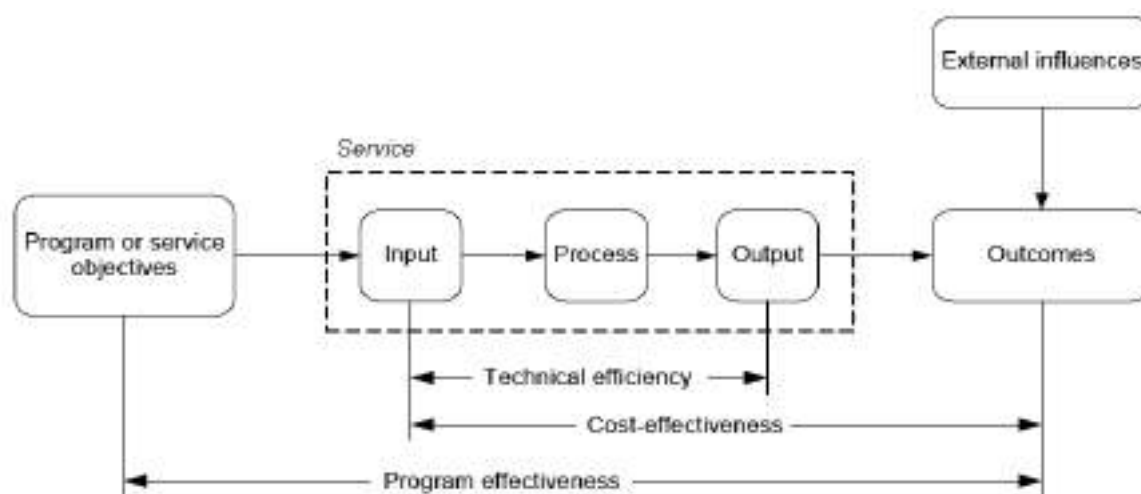 External influences
Service
Program or service
objectives
Input
Process
Output
Outcomes
Technical efficiency
Cost-effectiveness
Program effectiveness